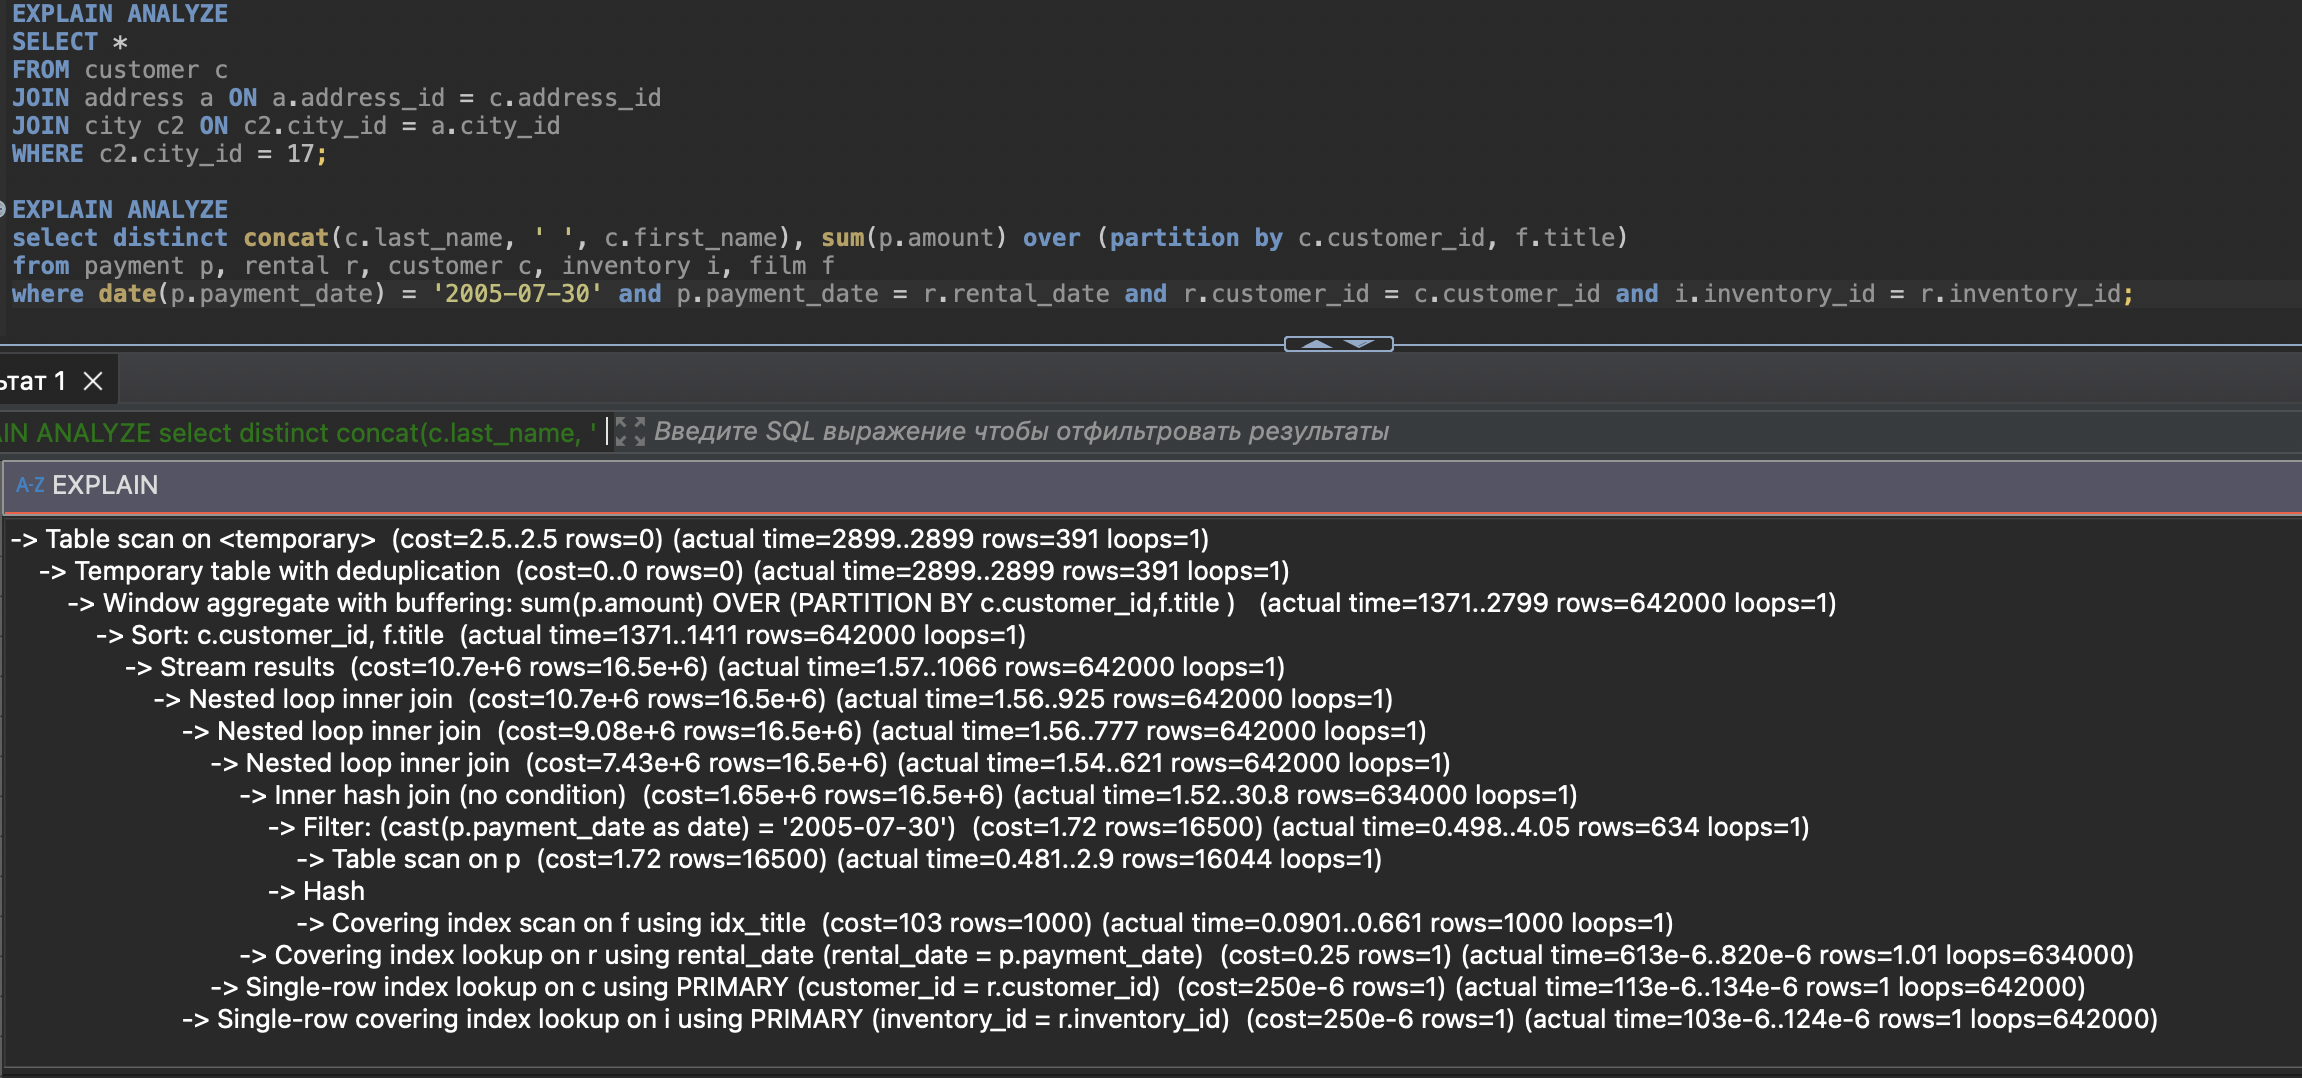 EXPLAIN ANALYZE
SELECT *
FROM customer c
JOIN address a ON a.address_id = c.address_id
JOIN city c2 ON c2.city_id = a.city_id
WHERE c2.city_id = 17;
EXPLAIN ANALYZE
select distinct concat(c.last_name, ' ', c.first_name), sum(p.amount) over (partition by c.customer_id, f.title)
from payment p, rental r, customer c, inventory i, film f
where date(p.payment_date) = '2005-07-30' and p.payment_date = r.rental_date and r.customer_id = c.customer_id and i.inventory_id = r.inventory_id;
ьтат 1
IN ANALYZE select distinct concat(c.last_name, ' Введите SQL выражение чтобы отфильтровать результаты
A-Z EXPLAIN
-> Table scan on <temporary>  (cost=2.5..2.5 rows=0) (actual time=2899..2899 rows=391 loops=1)
-> Temporary table with deduplication  (cost=0..0 rows=0) (actual time=2899..2899 rows=391 loops=1)
-> Window aggregate with buffering: sum(p.amount) OVER (PARTITION BY c.customer_id,f.title )   (actual time=1371..2799 rows=642000 loops=1)
-> Sort: c.customer_id, f.title  (actual time=1371..1411 rows=642000 loops=1)
-> Stream results  (cost=10.7e+6 rows=16.5e+6) (actual time=1.57..1066 rows=642000 loops=1)
-> Nested loop inner join  (cost=10.7e+6 rows=16.5e+6) (actual time=1.56..925 rows=642000 loops=1)
-> Nested loop inner join  (cost=9.08e+6 rows=16.5e+6) (actual time=1.56..777 rows=642000 loops=1)
-> Nested loop inner join  (cost=7.43e+6 rows=16.5e+6) (actual time=1.54..621 rows=642000 loops=1)
-> Inner hash join (no condition)  (cost=1.65e+6 rows=16.5e+6) (actual time=1.52..30.8 rows=634000 loops=1)
-> Filter: (cast(p.payment_date as date) = '2005-07-30')  (cost=1.72 rows=16500) (actual time=0.498..4.05 rows=634 loops=1)
-> Table scan on p  (cost=1.72 rows=16500) (actual time=0.481..2.9 rows=16044 loops=1)
-> Hash
-> Covering index scan on f using idx_title  (cost=103 rows=1000) (actual time=0.0901..0.661 rows=1000 loops=1)
-> Covering index lookup on r using rental_date (rental_date = p.payment_date)  (cost=0.25 rows=1) (actual time=613e-6..820e-6 rows=1.01 loops=634000)
-> Single-row index lookup on c using PRIMARY (customer_id = r.customer_id)  (cost=250e-6 rows=1) (actual time=113e-6..134e-6 rows=1 loops=642000)
-> Single-row covering index lookup on i using PRIMARY (inventory_id = r.inventory_id)  (cost=250e-6 rows=1) (actual time=103e-6..124e-6 rows=1 loops=642000)